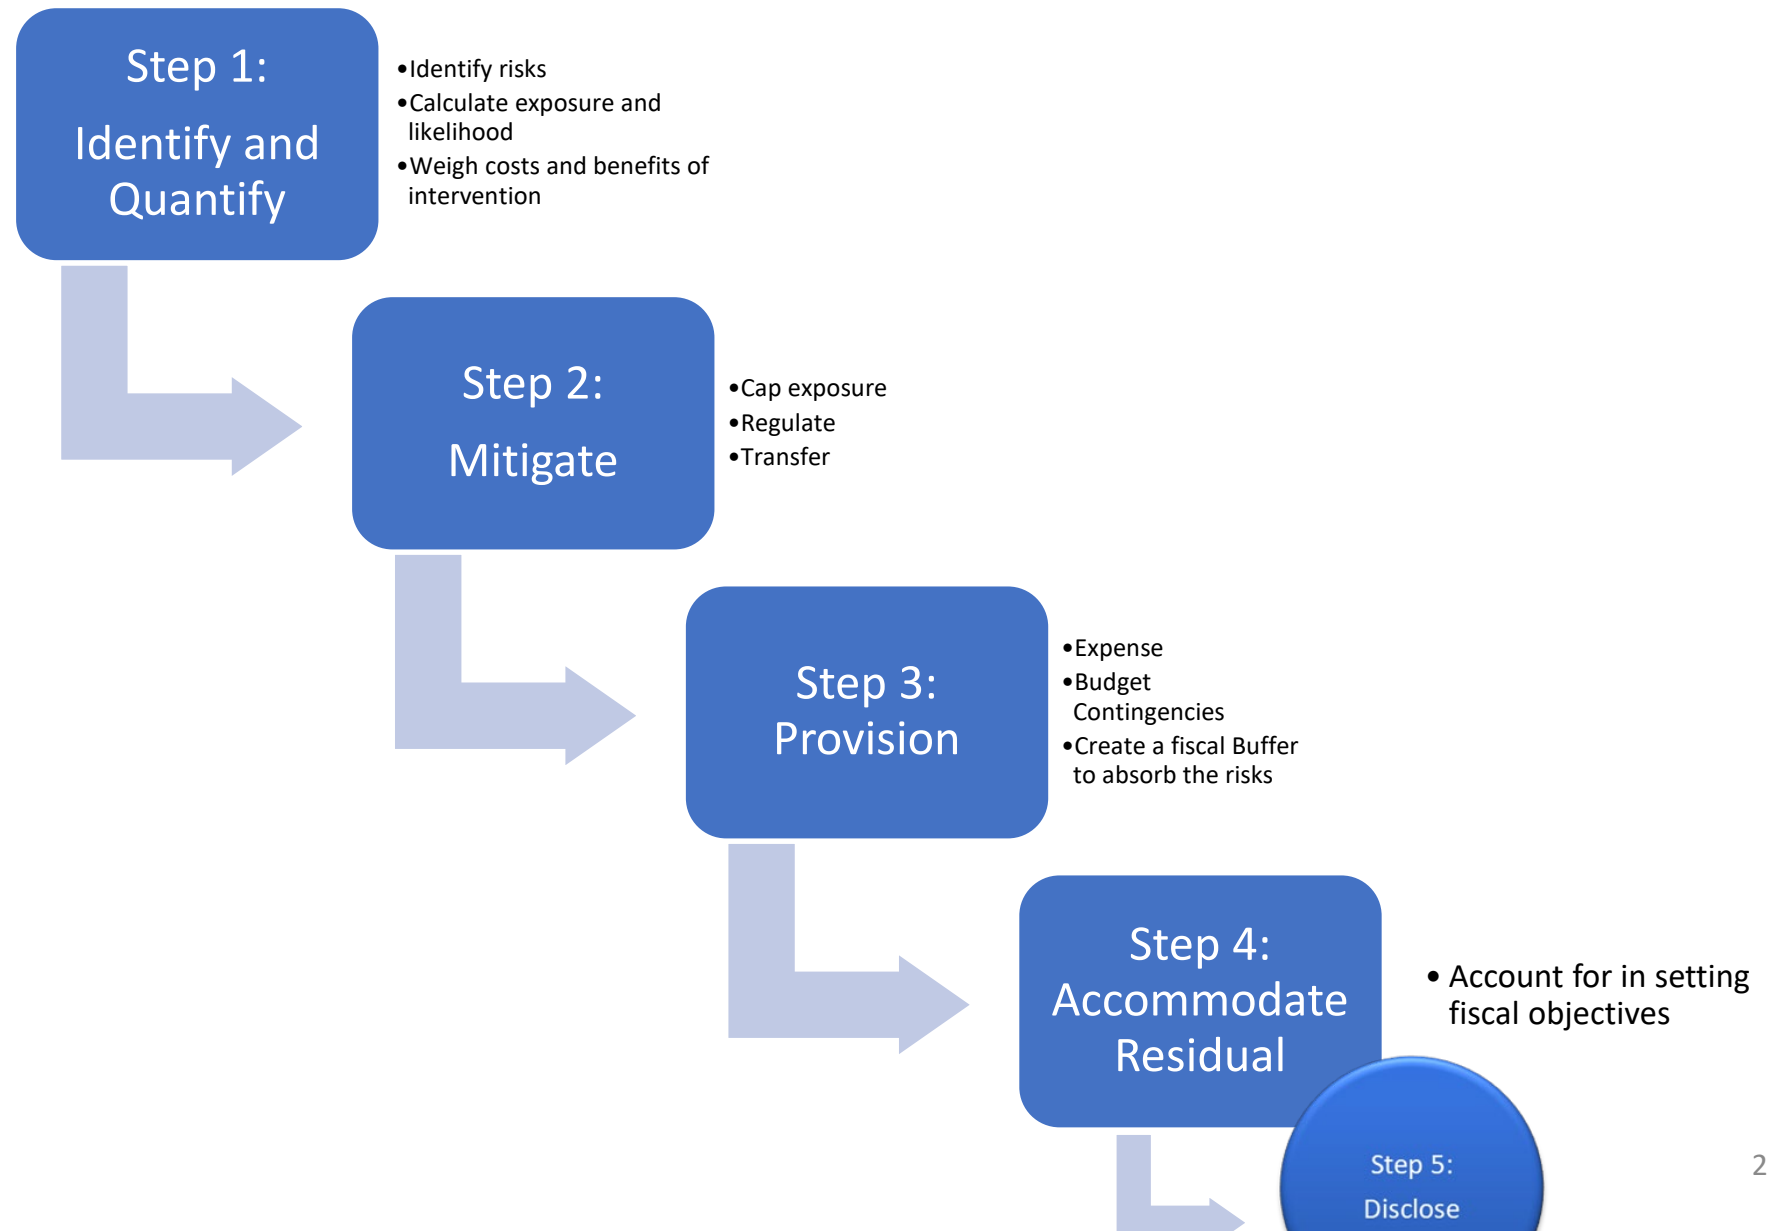 Step 1:
Identify and
Quantify
•Identify risks
•Calculate exposure and
likelihood
•Weigh costs and benefits of
intervention
Step 2:
Mitigate
•Cap exposure
•Regulate
•Transfer
Step 3:
Provision
•Expense
•Budget
Contingencies
•Create a fiscal Buffer
to absorb the risks
Step 4:
Accommodate
Residual
• Account for in setting
fiscal objectives
Step 5:
Disclose
2